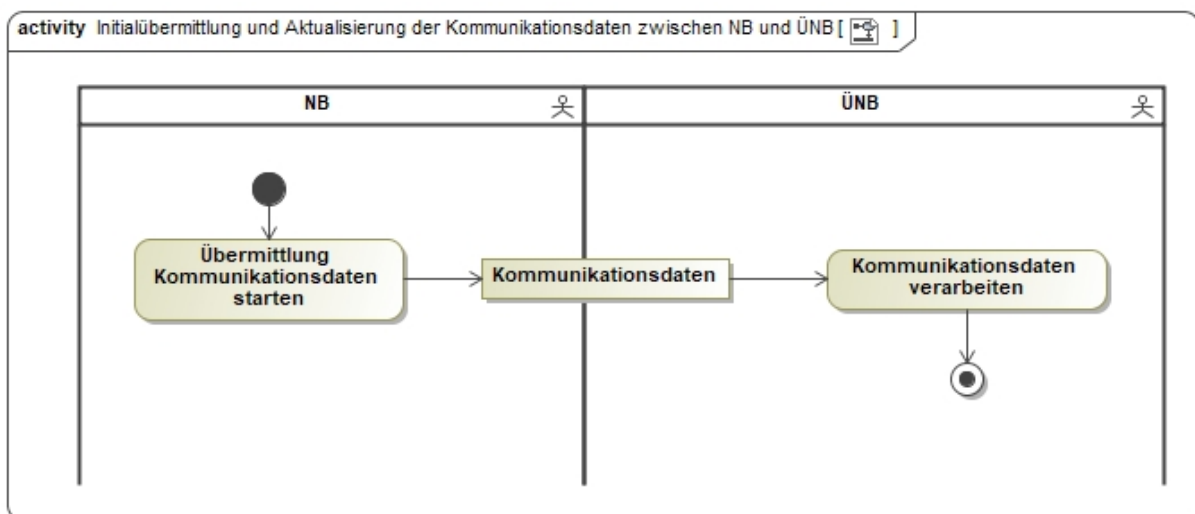 activity Initialübermittlung und Aktualisierung der Kommunikationsdaten zwischen NB und ÜNB [ ]
NB
ÜNB
Übermittlung
Kommunikationsdaten
starten
Kommunikationsdaten
Kommunikationsdaten
verarbeiten